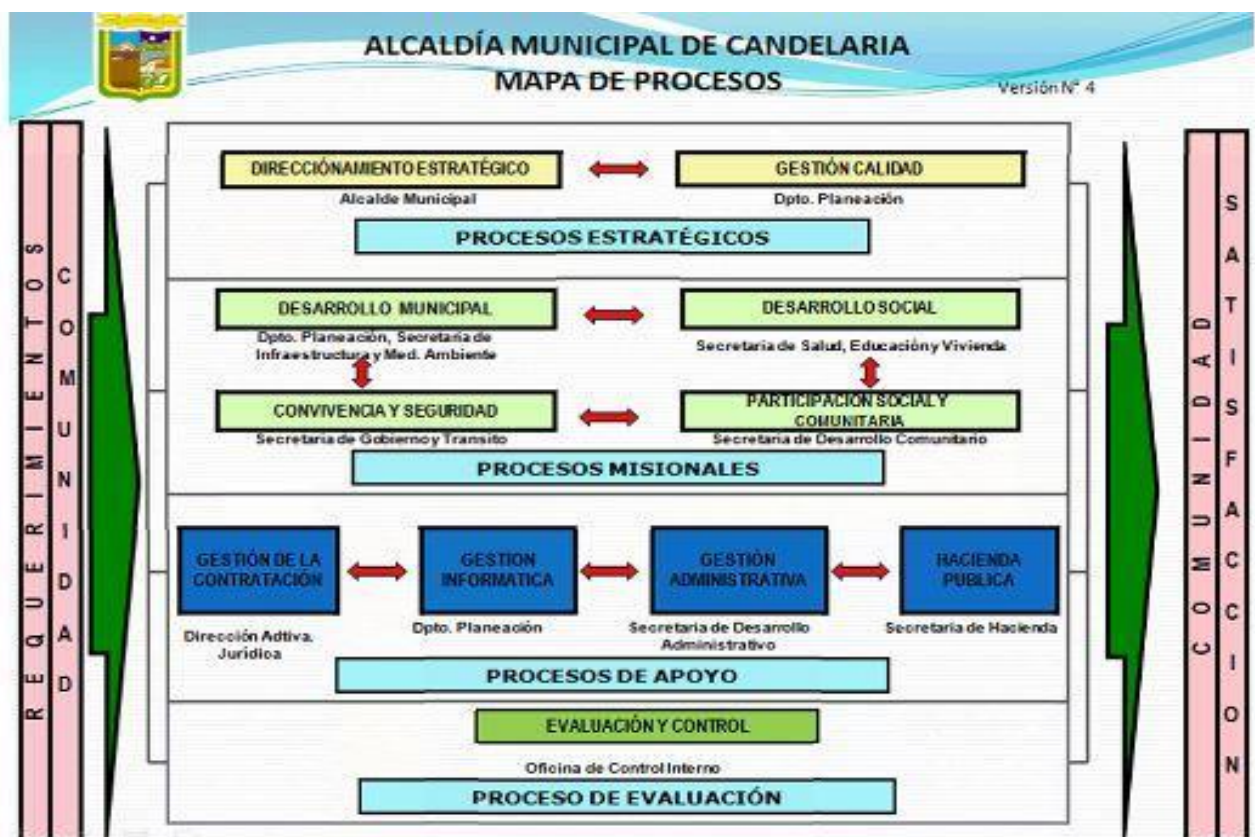 ALCALDÍA MUNICIPAL DE CANDELARIA
MAPA DE PROCESOS
Versión N° 4
REQUERIMIENTOS
COMUNIDAD
DIRECCIÓNAMIENTO ESTRATÉGICO
GESTIÓN CALIDAD
Alcalde Municipal
Dpto. Planeación
PROCESOS ESTRATÉGICOS
DESARROLLO MUNICIPAL
DESARROLLO SOCIAL
Dpto. Planeación, Secretaria de
Infraestructura y Med. Ambiente
Secretaria de Salud, Educación y Vivienda
CONVIVENCIA Y SEGURIDAD
PARTICIPACIÓN SOCIAL Y
COMUNITARIA
Secretaria de Gobierno y Transito
Secretaria de Desarrollo Comunitario
PROCESOS MISIONALES
GESTIÓN DE LA
CONTRATACIÓN
GESTION
INFORMATICA
GESTIÓN
ADMINISTRATIVA
HACIENDA
PUBLICA
Dirección Adtiva.
Jurídica
Dpto. Planeación
Secretaria de Desarrollo
Administrativo
Secretaria de Hacienda
PROCESOS DE APOYO
EVALUACIÓN Y CONTROL
Oficina de Control Interno
PROCESO DE EVALUACIÓN
COMUNIDAD
SATISFACCION